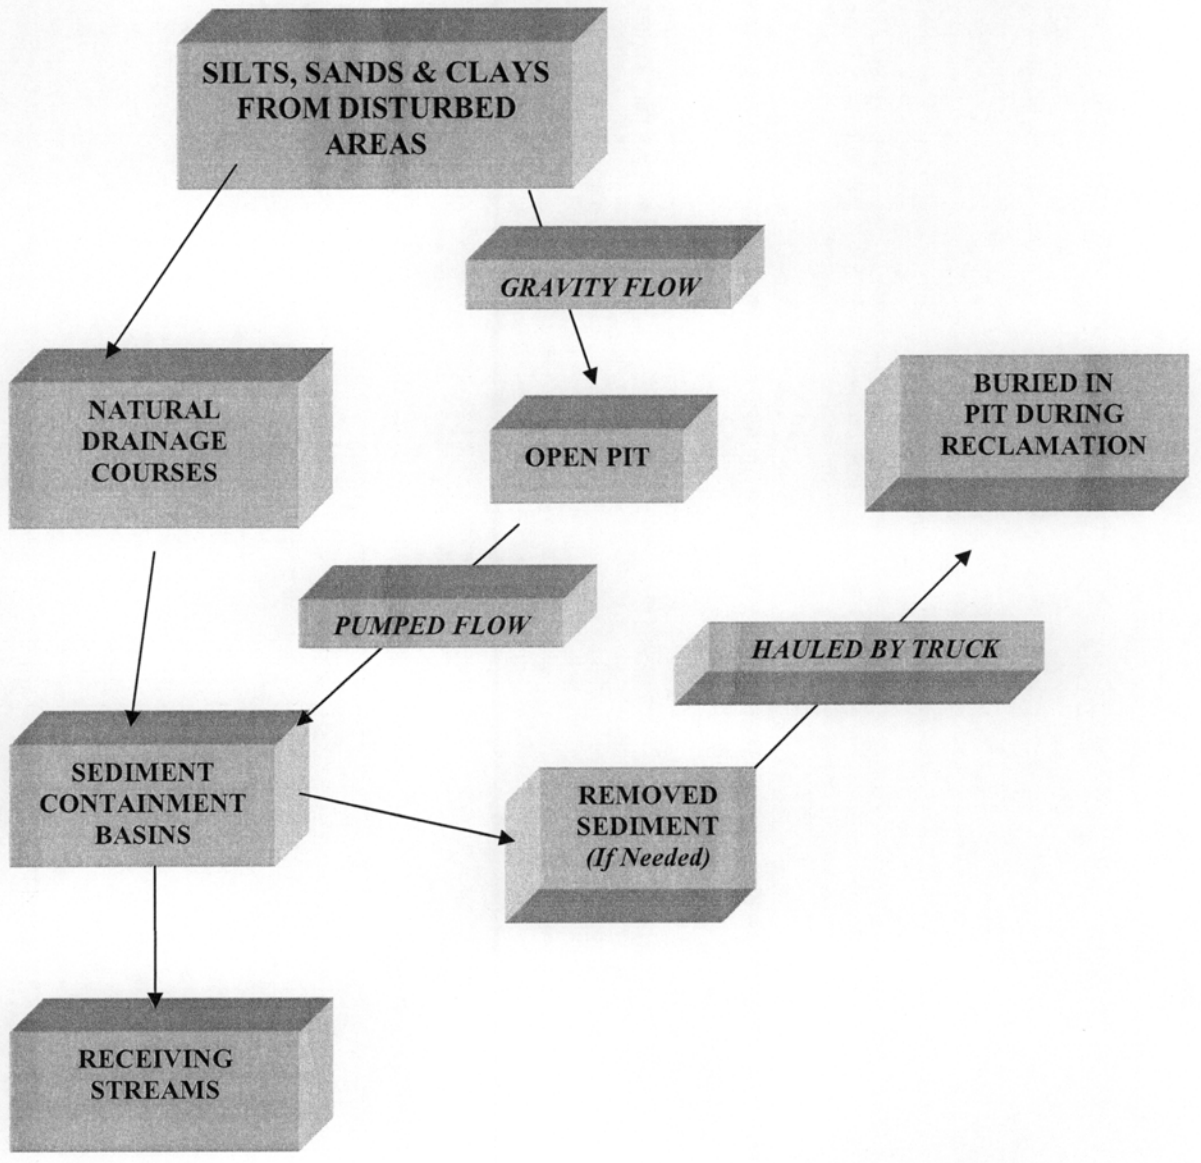 SILTS, SANDS & CLAYS
FROM DISTURBED
AREAS
GRAVITY FLOW
NATURAL
DRAINAGE
COURSES
OPEN PIT
BURIED IN
PIT DURING
RECLAMATION
PUMPED FLOW
HAULED BY TRUCK
SEDIMENT
CONTAINMENT
BASINS
REMOVED
SEDIMENT
(If Needed)
RECEIVING
STREAMS